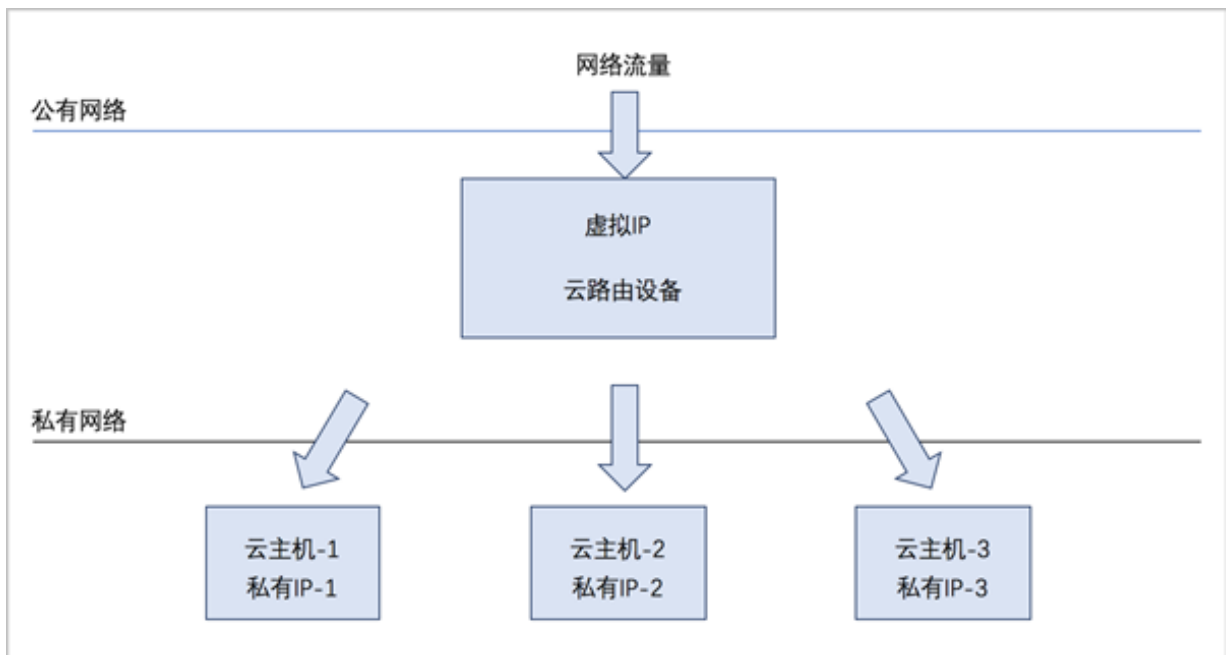 网络流量
公有网络
虚拟IP
云路由设备
私有网络
云主机-1
私有IP-1
云主机-2
私有IP-2
云主机-3
私有IP-3